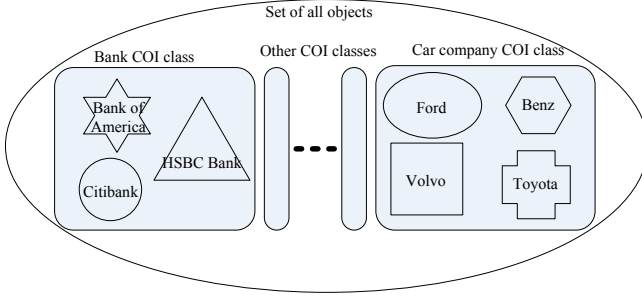 Set of all objects
Bank COI class
Other COI classes
Car company COI class
Bank of
America
HSBC Bank
Citibank
Ford
Benz
Volvo
Toyota